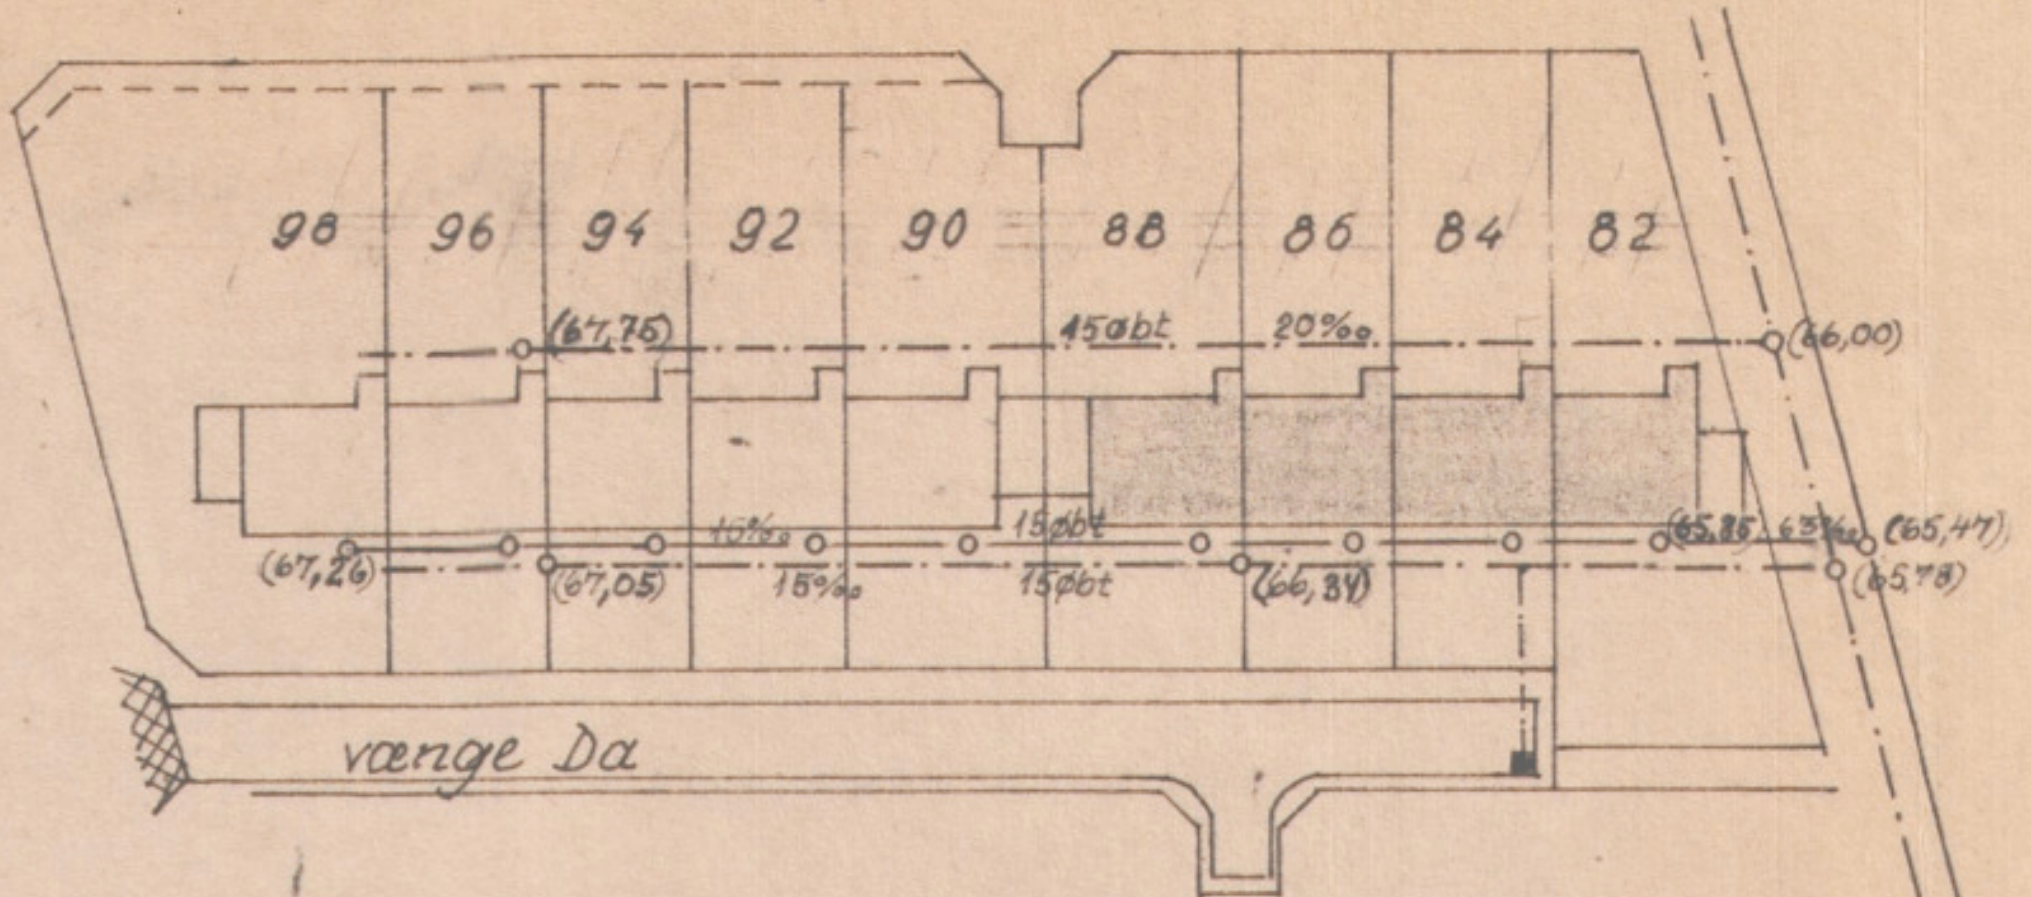 98 96 94 92 90 88 86 84 82
(67,75) 15øbt 20‰ (66,00)
15‰ 15øbt (65,85) 63‰ (65,47)
(67,26) (67,05) 15‰ 15øbt (66,34) (65,78)
vænge Da